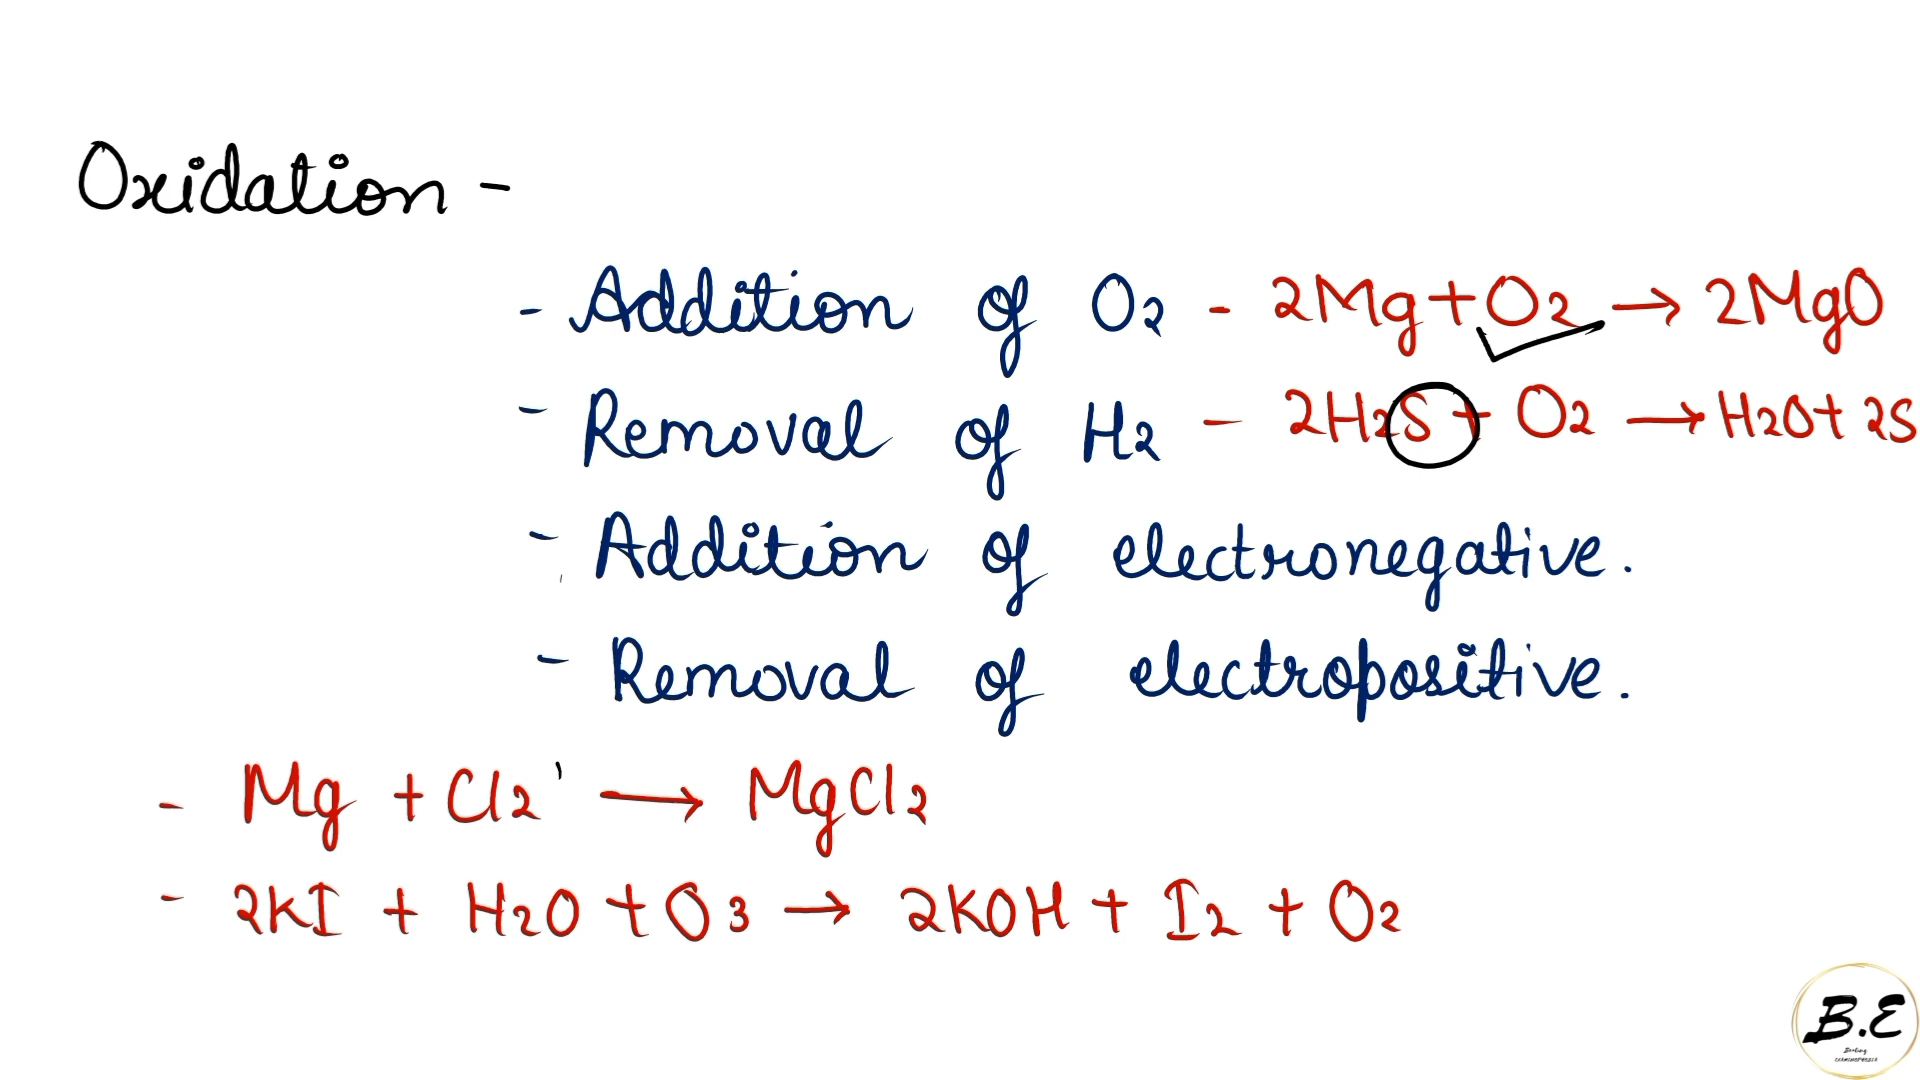 Oxidation -
- Addition of O2 - 2Mg + O2 → 2MgO
- Removal of H2 - 2H2S + O2 → H2O + 2S
- Addition of electronegative.
- Removal of electropositive.
- Mg + Cl2 → MgCl2
- 2KI + H2O + O3 → 2KOH + I2 + O2
B.E